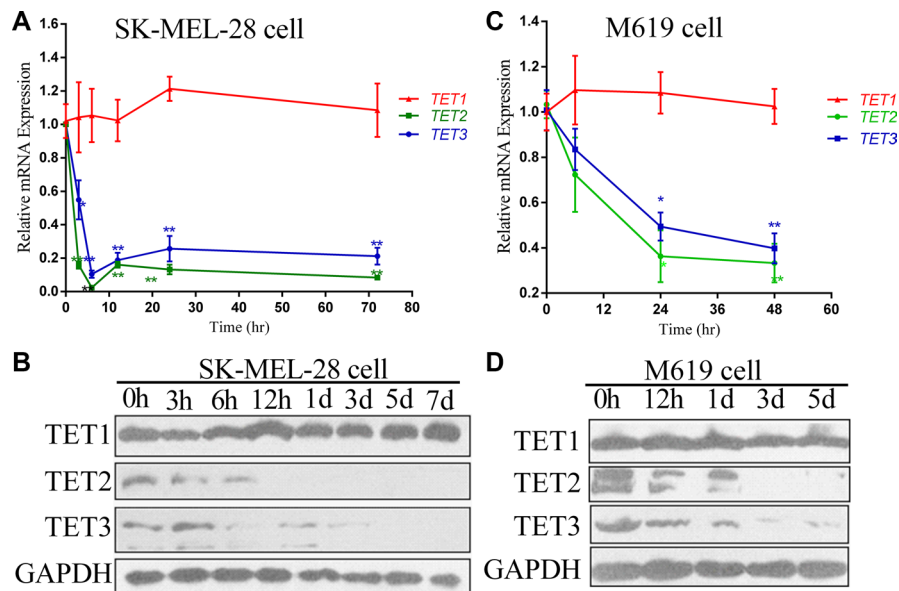 A
SK-MEL-28 cell
Relative mRNA Expression
1.6
1.4
1.2
1.0
0.8
0.6
0.4
0.2
0.0
*
**
**
**
**
**
**
**
**
**
**
0 10 20 30 40 50 60 70 80
Time (hr)
TET1
TET2
TET3
C
M619 cell
Relative mRNA Expression
1.4
1.2
1.0
0.8
0.6
0.4
0.2
*
**
*
**
0 12 24 36 48 60
Time (hr)
TET1
TET2
TET3
B
SK-MEL-28 cell
0h 3h 6h 12h 1d 3d 5d 7d
TET1
TET2
TET3
GAPDH
D
M619 cell
0h 12h 1d 3d 5d
TET1
TET2
TET3
GAPDH